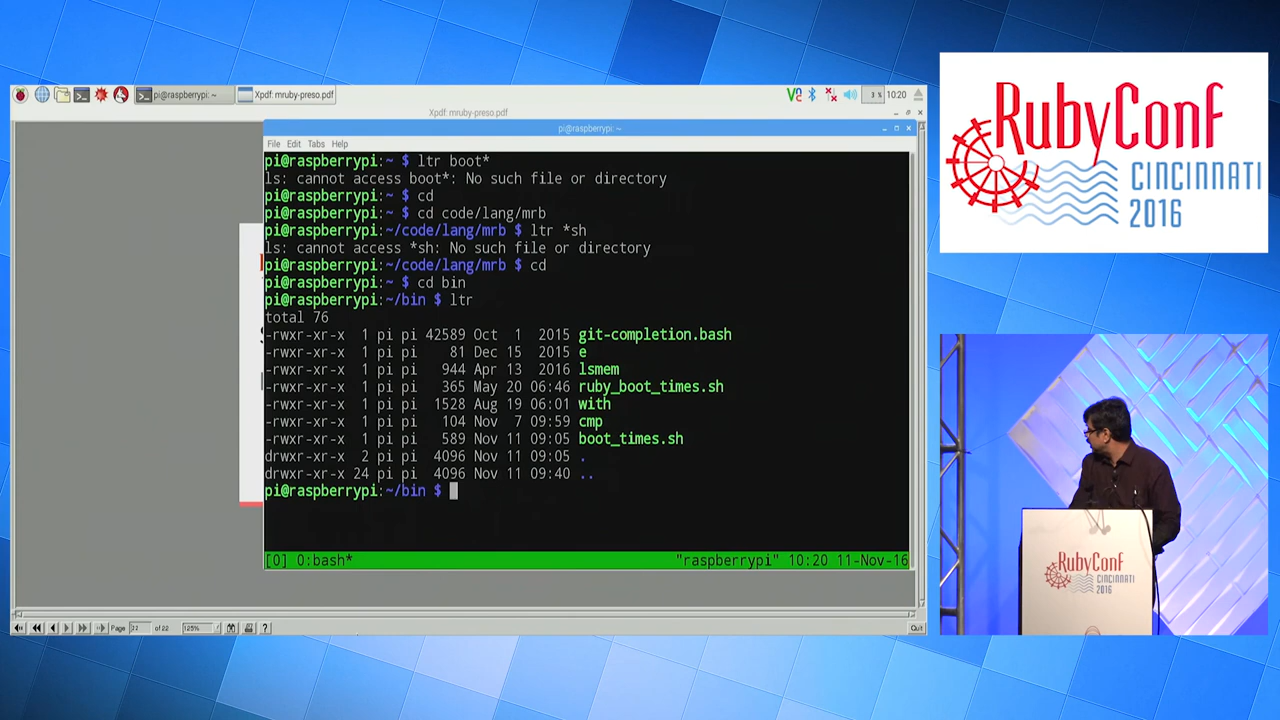 pi@raspberrypi: ~
Xpdf: mruby-preso.pdf
3 %
10:20
Xpdf: mruby-preso.pdf
pi@raspberrypi: ~
File Edit Tabs Help
pi@raspberrypi:~ $ ltr boot*
ls: cannot access boot*: No such file or directory
pi@raspberrypi:~ $ cd
pi@raspberrypi:~ $ cd code/lang/mrb
pi@raspberrypi:~/code/lang/mrb $ ltr *sh
ls: cannot access *sh: No such file or directory
pi@raspberrypi:~/code/lang/mrb $ cd
pi@raspberrypi:~ $ cd bin
pi@raspberrypi:~/bin $ ltr
total 76
-rwxr-xr-x 1 pi pi 42589 Oct 1 2015 git-completion.bash
-rwxr-xr-x 1 pi pi 81 Dec 15 2015 e
-rwxr-xr-x 1 pi pi 944 Apr 13 2016 lsmem
-rwxr-xr-x 1 pi pi 365 May 20 06:46 ruby_boot_times.sh
-rwxr-xr-x 1 pi pi 1528 Aug 19 06:01 with
-rwxr-xr-x 1 pi pi 104 Nov 7 09:59 cmp
-rwxr-xr-x 1 pi pi 589 Nov 11 09:05 boot_times.sh
drwxr-xr-x 2 pi pi 4096 Nov 11 09:05 .
drwxr-xr-x 24 pi pi 4096 Nov 11 09:40 ..
pi@raspberrypi:~/bin $
[0] 0:bash* "raspberrypi" 10:20 11-Nov-16
Page of 22 125% ? Quit
RubyConf
CINCINNATI
2016
RubyConf
CINCINNATI
2016